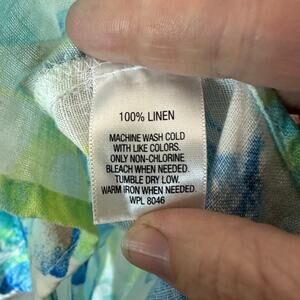 100% LINEN
MACHINE WASH COLD
WITH LIKE COLORS.
ONLY NON-CHLORINE
BLEACH WHEN NEEDED.
TUMBLE DRY LOW.
WARM IRON WHEN NEEDED.
WPL 8046